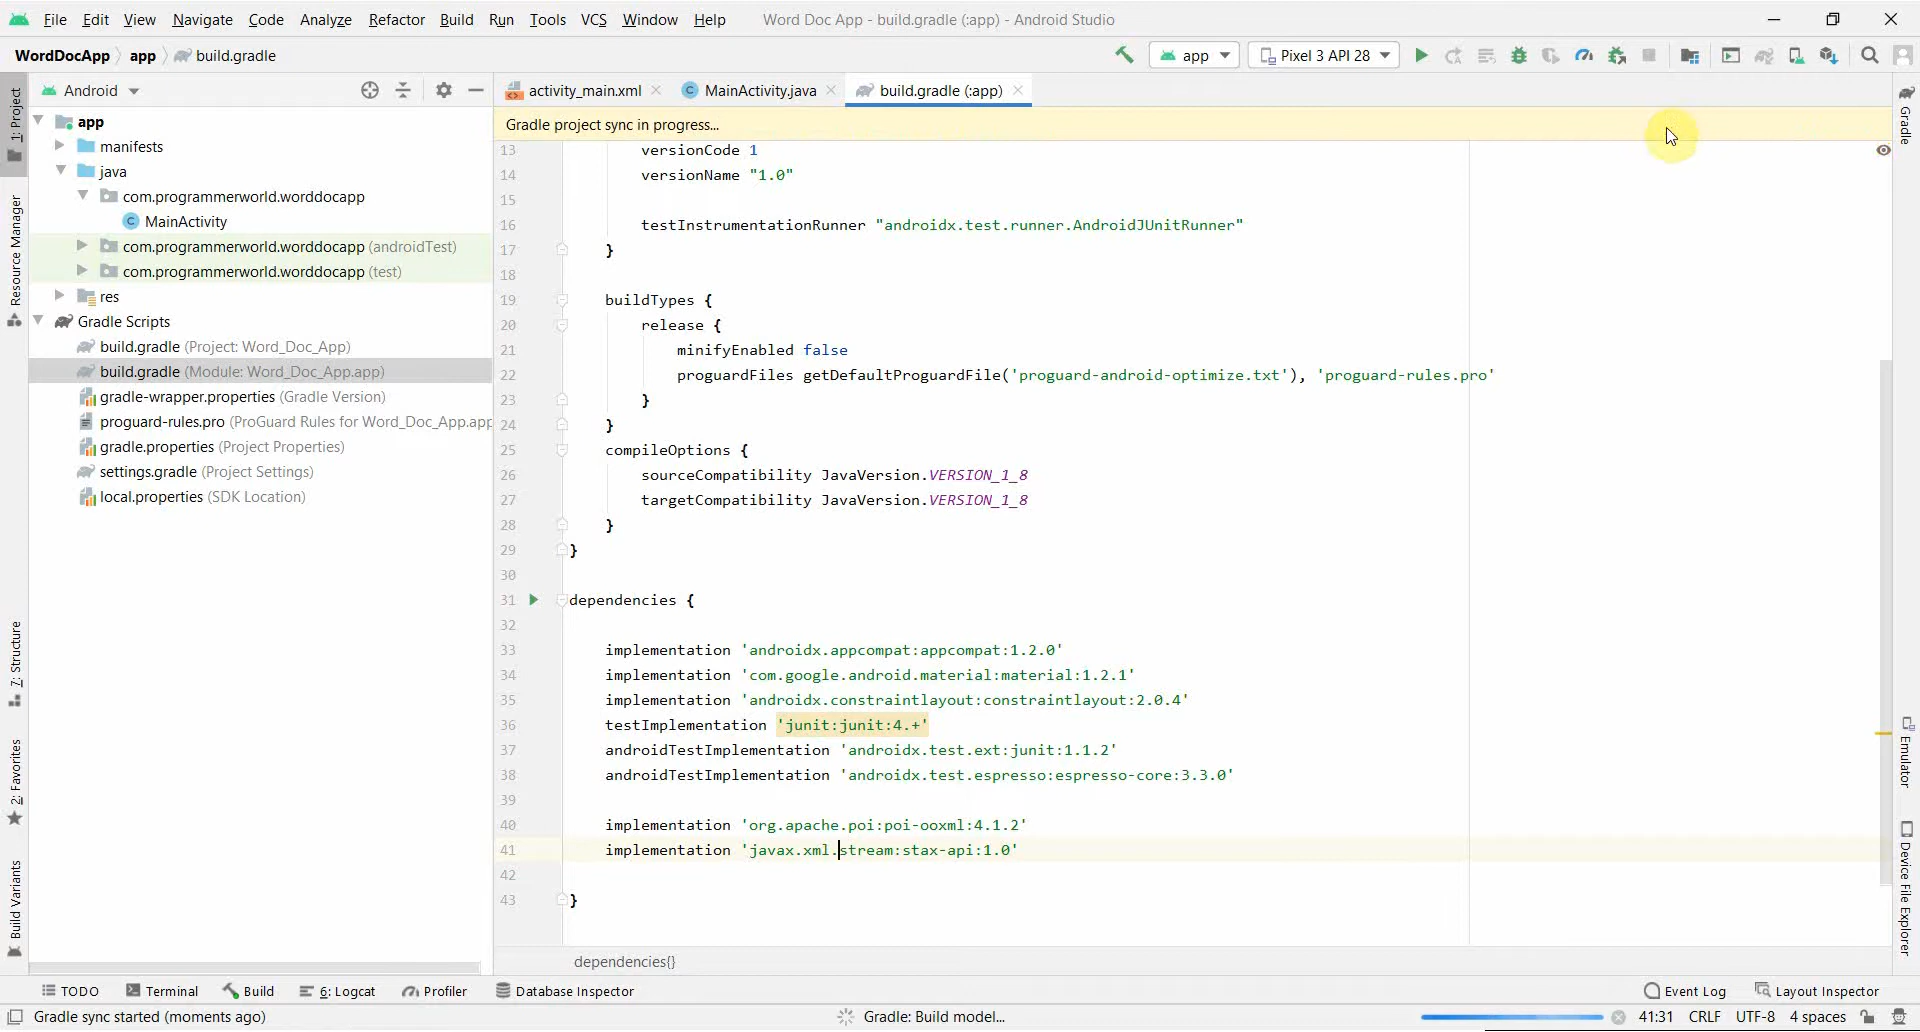 File Edit View Navigate Code Analyze Refactor Build Run Tools VCS Window Help Word Doc App - build.gradle (:app) - Android Studio
WordDocApp app build.gradle app Pixel 3 API 28
Android activity_main.xml MainActivity.java build.gradle (:app)
Gradle project sync in progress...
1: Project
Resource Manager
7: Structure
2: Favorites
Build Variants
app
manifests
java
com.programmerworld.worddocapp
MainActivity
com.programmerworld.worddocapp (androidTest)
com.programmerworld.worddocapp (test)
res
Gradle Scripts
build.gradle (Project: Word_Doc_App)
build.gradle (Module: Word_Doc_App.app)
gradle-wrapper.properties (Gradle Version)
proguard-rules.pro (ProGuard Rules for Word_Doc_App.app
gradle.properties (Project Properties)
settings.gradle (Project Settings)
local.properties (SDK Location)
13 versionCode 1
14 versionName "1.0"
15
16 testInstrumentationRunner "androidx.test.runner.AndroidJUnitRunner"
17 }
18
19 buildTypes {
20 release {
21 minifyEnabled false
22 proguardFiles getDefaultProguardFile('proguard-android-optimize.txt'), 'proguard-rules.pro'
23 }
24 }
25 compileOptions {
26 sourceCompatibility JavaVersion.VERSION_1_8
27 targetCompatibility JavaVersion.VERSION_1_8
28 }
29 }
30
31 dependencies {
32
33 implementation 'androidx.appcompat:appcompat:1.2.0'
34 implementation 'com.google.android.material:material:1.2.1'
35 implementation 'androidx.constraintlayout:constraintlayout:2.0.4'
36 testImplementation 'junit:junit:4.+'
37 androidTestImplementation 'androidx.test.ext:junit:1.1.2'
38 androidTestImplementation 'androidx.test.espresso:espresso-core:3.3.0'
39
40 implementation 'org.apache.poi:poi-ooxml:4.1.2'
41 implementation 'javax.xml.stream:stax-api:1.0'
42
43 }
dependencies{}
Gradle
Emulator
Device File Explorer
TODO Terminal Build 6: Logcat Profiler Database Inspector Event Log Layout Inspector
Gradle sync started (moments ago) Gradle: Build model... 41:31 CRLF UTF-8 4 spaces